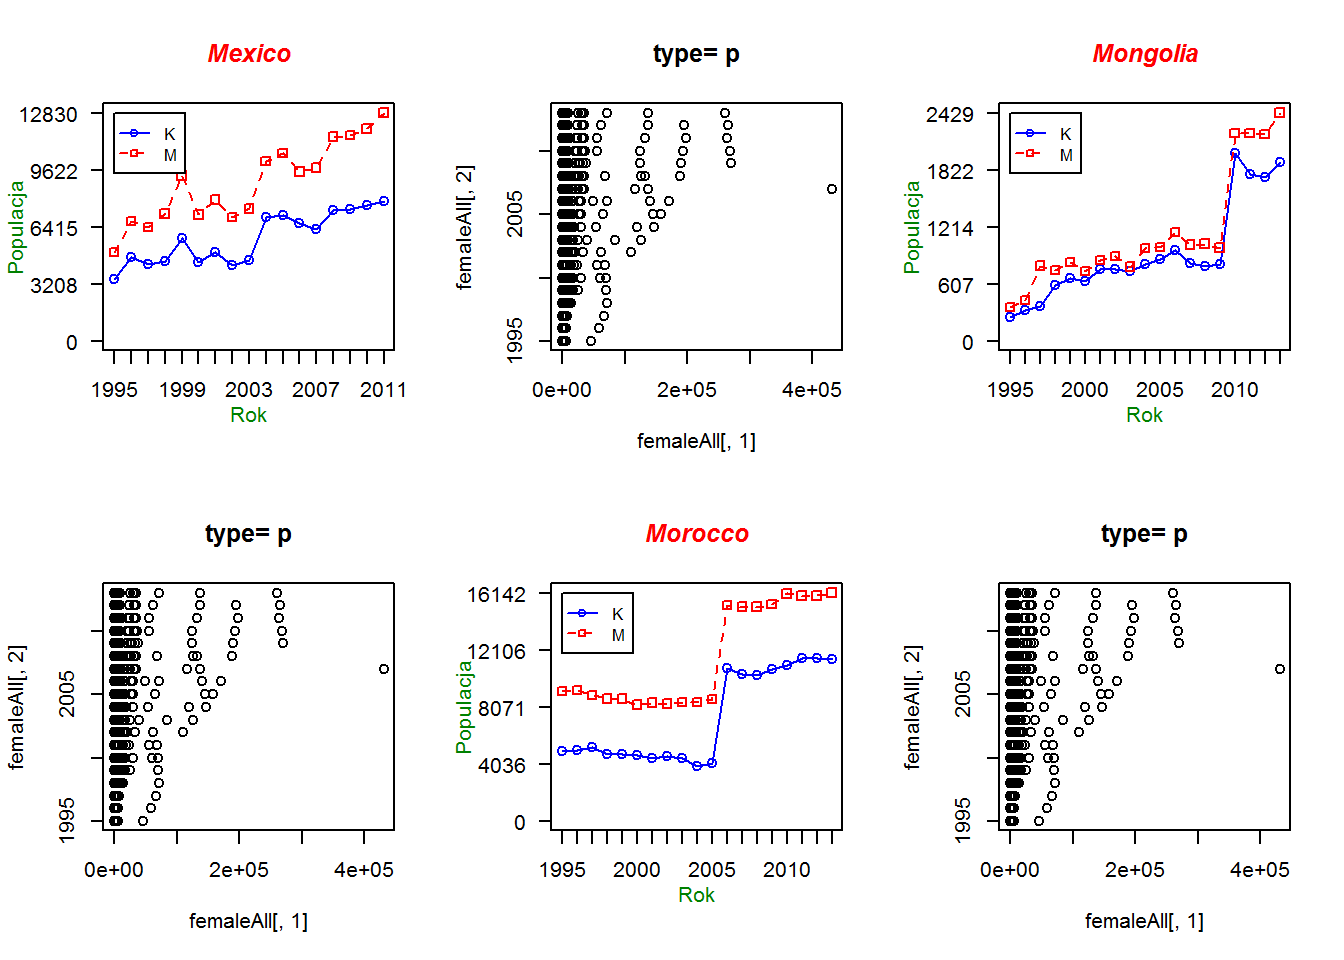 Mexico
12830
9622
6415
3208
0
Populacja
K
M
1995 1999 2003 2007 2011
Rok
type= p
femaleAll[, 2]
1995 2005
0e+00 2e+05 4e+05
femaleAll[, 1]
Mongolia
2429
1822
1214
607
0
Populacja
K
M
1995 2000 2005 2010
Rok
type= p
femaleAll[, 2]
1995 2005
0e+00 2e+05 4e+05
femaleAll[, 1]
Morocco
16142
12106
8071
4036
0
Populacja
K
M
1995 2000 2005 2010
Rok
type= p
femaleAll[, 2]
1995 2005
0e+00 2e+05 4e+05
femaleAll[, 1]